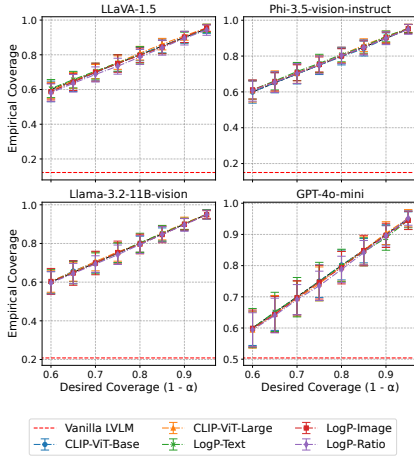 LLaVA-1.5
Phi-3.5-vision-instruct
Empirical Coverage
1.0
0.8
0.6
0.4
0.2
1.0
0.8
0.6
0.4
0.2
Llama-3.2-11B-vision
GPT-4o-mini
Empirical Coverage
1.0
0.8
0.6
0.4
0.2
1.0
0.9
0.8
0.7
0.6
0.5
0.6 0.7 0.8 0.9
0.6 0.7 0.8 0.9
Desired Coverage (1 - α)
Desired Coverage (1 - α)
Vanilla LVLM
CLIP-ViT-Large
LogP-Image
CLIP-ViT-Base
LogP-Text
LogP-Ratio